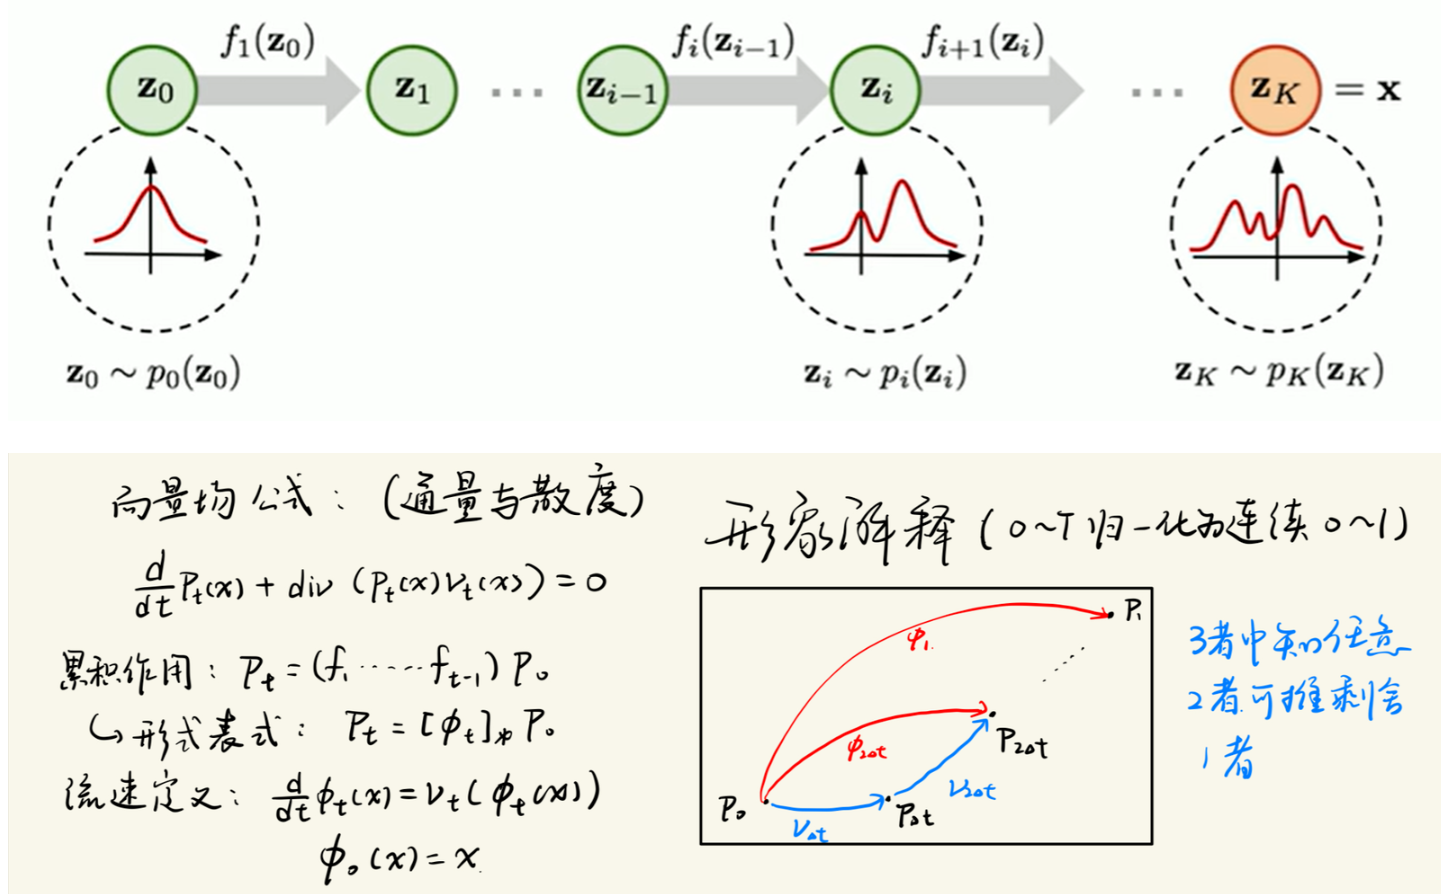 f₁(z₀)
fᵢ(zᵢ₋₁)
fᵢ₊₁(zᵢ)
z₀ z₁ ··· zᵢ₋₁ zᵢ ··· z_K = x
z₀ ~ p₀(z₀)
zᵢ ~ pᵢ(zᵢ)
z_K ~ p_K(z_K)
向量场公式：(通量与散度)
d/dt Pₜ(x) + div (Pₜ(x)vₜ(x)) = 0
累积作用：Pₜ = (f₁ ······ fₜ₋₁) P₀
↳ 形式表式：Pₜ = [ϕₜ]⁎ P₀
流速定义：d/dt ϕₜ(x) = vₜ(ϕₜ(x))
ϕ₀(x) = x
形象解释 (0~T 归一化为连续 0~1)
P₁
ϕ₁
ϕ₂Δt
P₂Δt
P₀
PΔt
V₂Δt
VΔt
3者中知任意
2者可推剩舍
1者